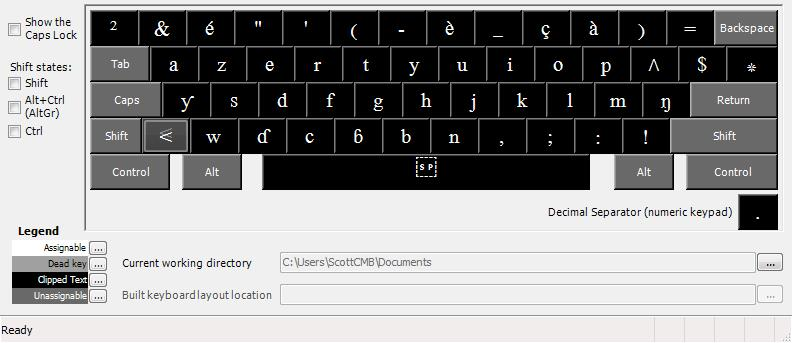 Show the
Caps Lock
² & é " ' ( - è _ ç à ) = Backspace
Tab a z e r t y u i o p ^ $ *
Shift states:
Shift
Alt+Ctrl
(AltGr)
Ctrl
Caps ƴ s d f g h j k l m ŋ Return
Shift < w ɗ c ɓ b n , ; : ! Shift
Control Alt SP Alt Control
Decimal Separator (numeric keypad) .
Legend
Assignable ...
Dead key ...
Clipped Text ...
Unassignable ...
Current working directory C:\Users\ScottCMB\Documents ...
Built keyboard layout location ...
Ready